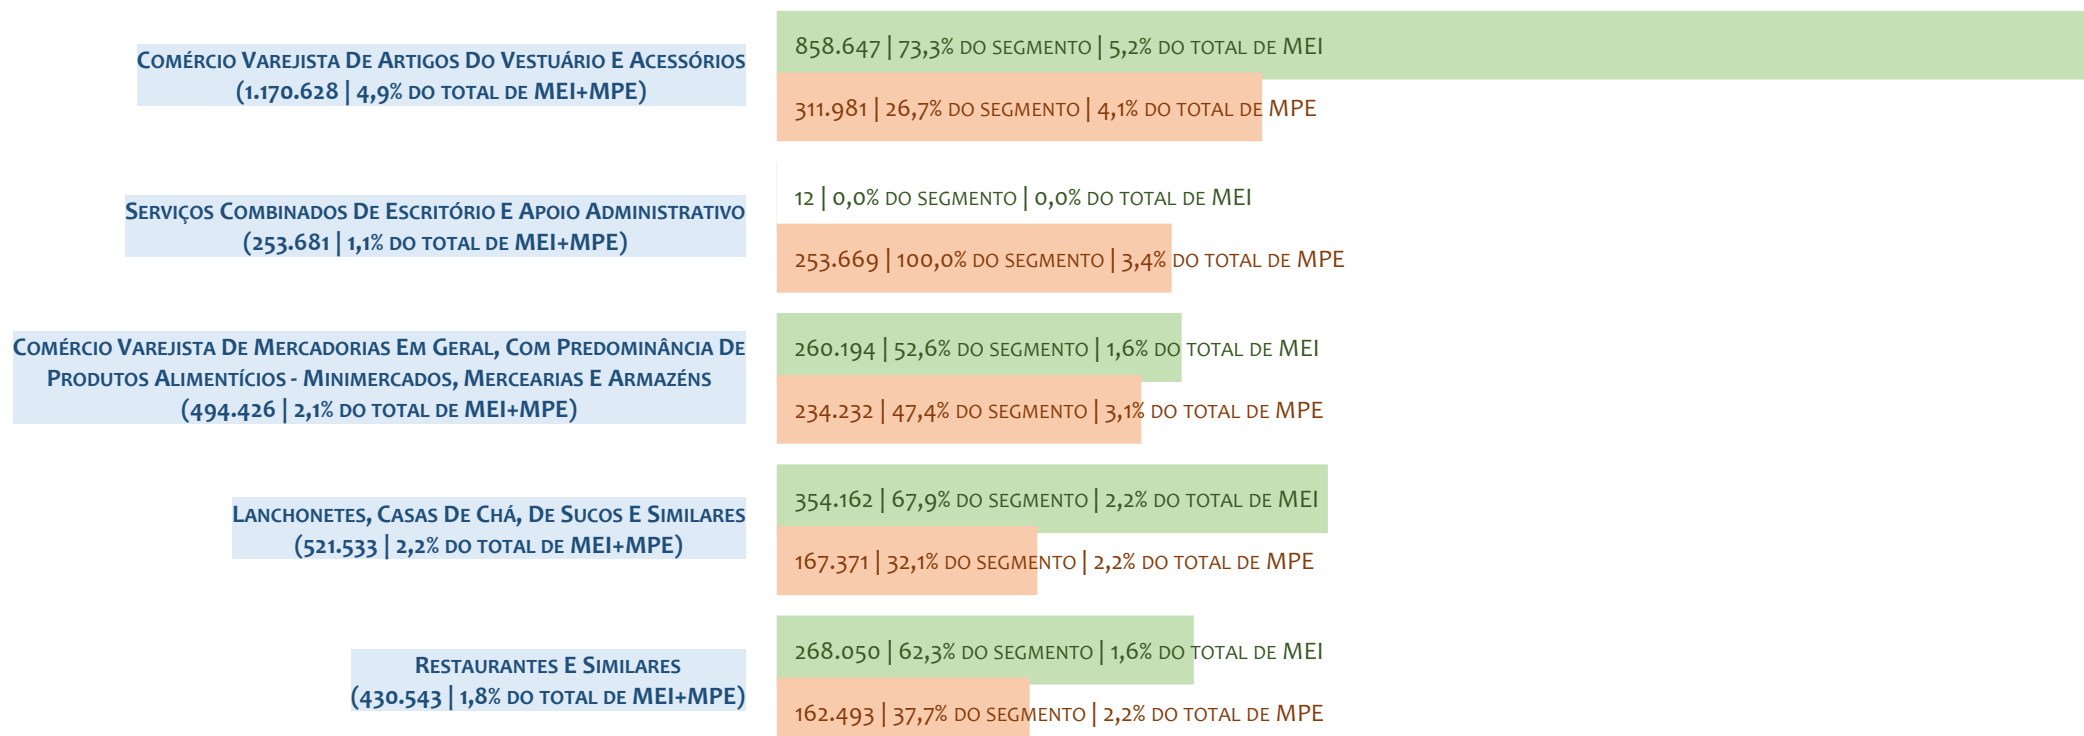 Comércio Varejista De Artigos Do Vestuário E Acessórios
(1.170.628 | 4,9% do total de MEI+MPE)
858.647 | 73,3% do segmento | 5,2% do total de MEI
311.981 | 26,7% do segmento | 4,1% do total de MPE
Serviços Combinados De Escritório E Apoio Administrativo
(253.681 | 1,1% do total de MEI+MPE)
12 | 0,0% do segmento | 0,0% do total de MEI
253.669 | 100,0% do segmento | 3,4% do total de MPE
Comércio Varejista De Mercadorias Em Geral, Com Predominância De
Produtos Alimentícios - Minimercados, Mercearias E Armazéns
(494.426 | 2,1% do total de MEI+MPE)
260.194 | 52,6% do segmento | 1,6% do total de MEI
234.232 | 47,4% do segmento | 3,1% do total de MPE
Lanchonetes, Casas De Chá, De Sucos E Similares
(521.533 | 2,2% do total de MEI+MPE)
354.162 | 67,9% do segmento | 2,2% do total de MEI
167.371 | 32,1% do segmento | 2,2% do total de MPE
Restaurantes E Similares
(430.543 | 1,8% do total de MEI+MPE)
268.050 | 62,3% do segmento | 1,6% do total de MEI
162.493 | 37,7% do segmento | 2,2% do total de MPE